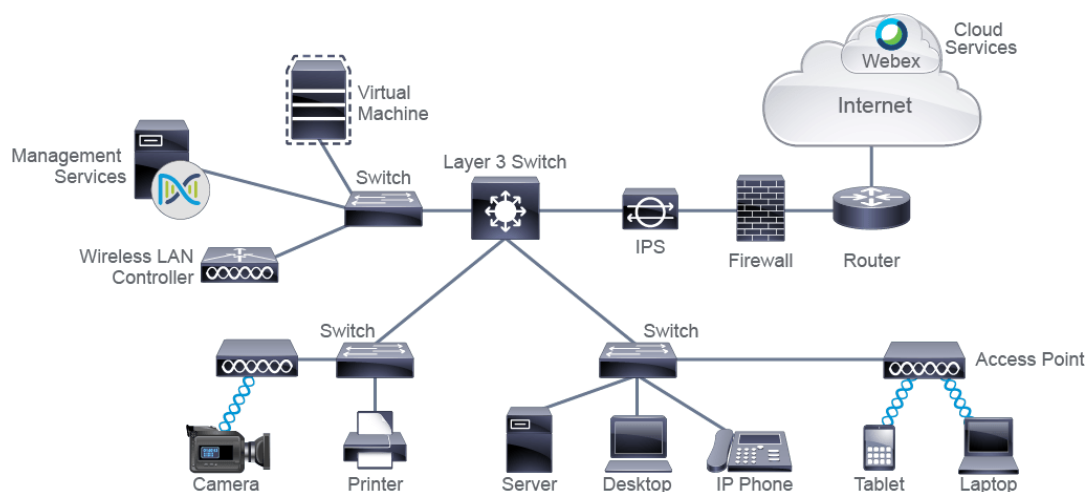 Cloud
Services
Webex
Internet
Virtual
Machine
Management
Services
Switch
Layer 3 Switch
IPS
Firewall
Router
Wireless LAN
Controller
Switch
Switch
Access Point
Camera
Printer
Server
Desktop
IP Phone
Tablet
Laptop